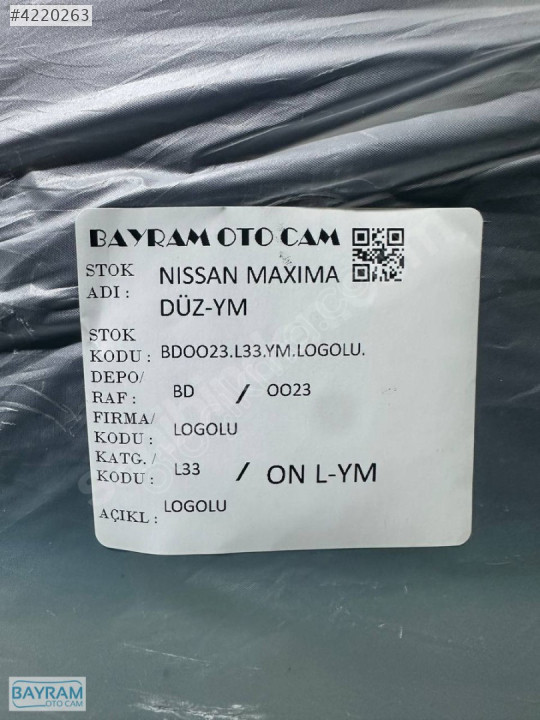 #4220263
BAYRAM OTO CAM
STOK ADI : NISSAN MAXIMA
DÜZ-YM
STOK
KODU : BDOO23.L33.YM.LOGOLU.
DEPO/
RAF : BD / OO23
FIRMA/
KODU : LOGOLU
KATG. /
KODU : L33 / ON L-YM
AÇIKL : LOGOLU
BAYRAM
OTO CAM